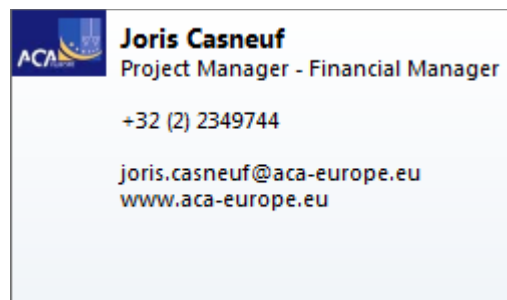 ACA
Joris Casneuf
Project Manager - Financial Manager
+32 (2) 2349744
joris.casneuf@aca-europe.eu
www.aca-europe.eu